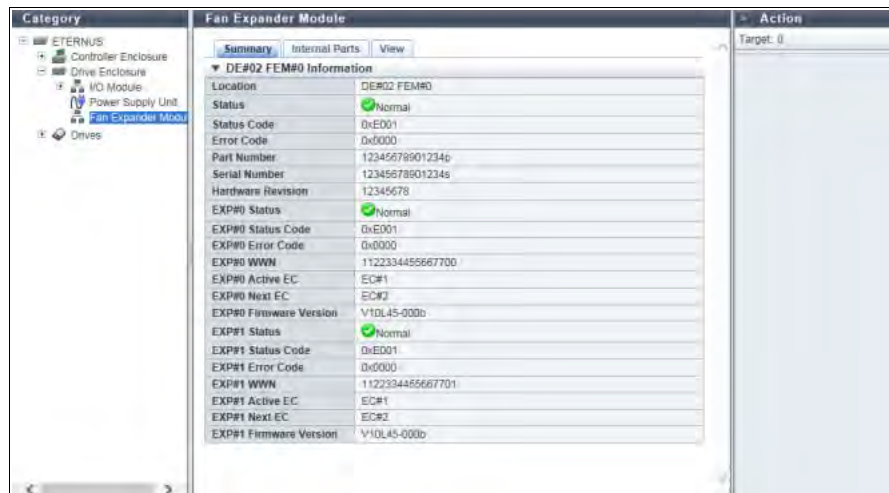 Category
ETERNUS
Controller Enclosure
Drive Enclosure
I/O Module
Power Supply Unit
Fan Expander Modu
Drives
Fan Expander Module
Summary Internal Parts View
DE#02 FEM#0 Information
Location DE#02 FEM#0
Status Normal
Status Code 0xE001
Error Code 0x0000
Part Number 12345678901234p
Serial Number 12345678901234s
Hardware Revision 12345678
EXP#0 Status Normal
EXP#0 Status Code 0xE001
EXP#0 Error Code 0x0000
EXP#0 WWN 1122334455667700
EXP#0 Active EC EC#1
EXP#0 Next EC EC#2
EXP#0 Firmware Version V10L45-000b
EXP#1 Status Normal
EXP#1 Status Code 0xE001
EXP#1 Error Code 0x0000
EXP#1 WWN 1122334455667701
EXP#1 Active EC EC#1
EXP#1 Next EC EC#2
EXP#1 Firmware Version V10L45-000b
Action
Target: 0